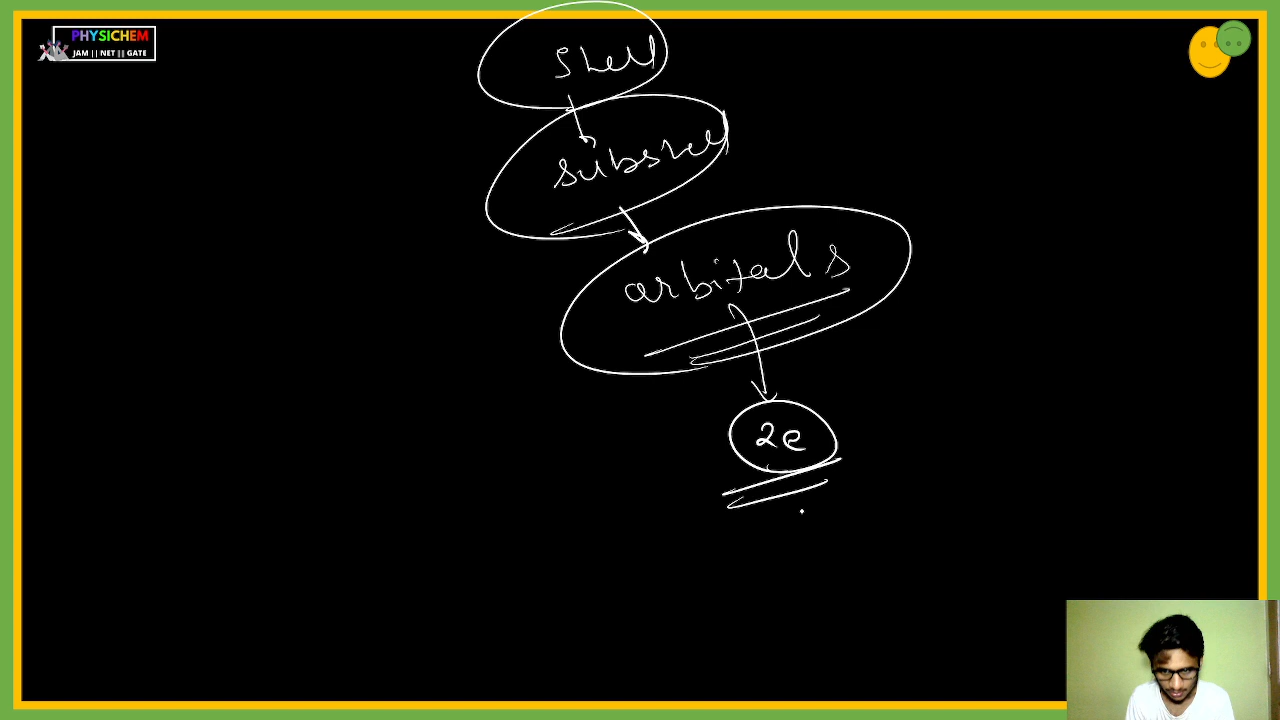 PHYSICHEM
JAM || NET || GATE
shell
subshell
orbitals
2e